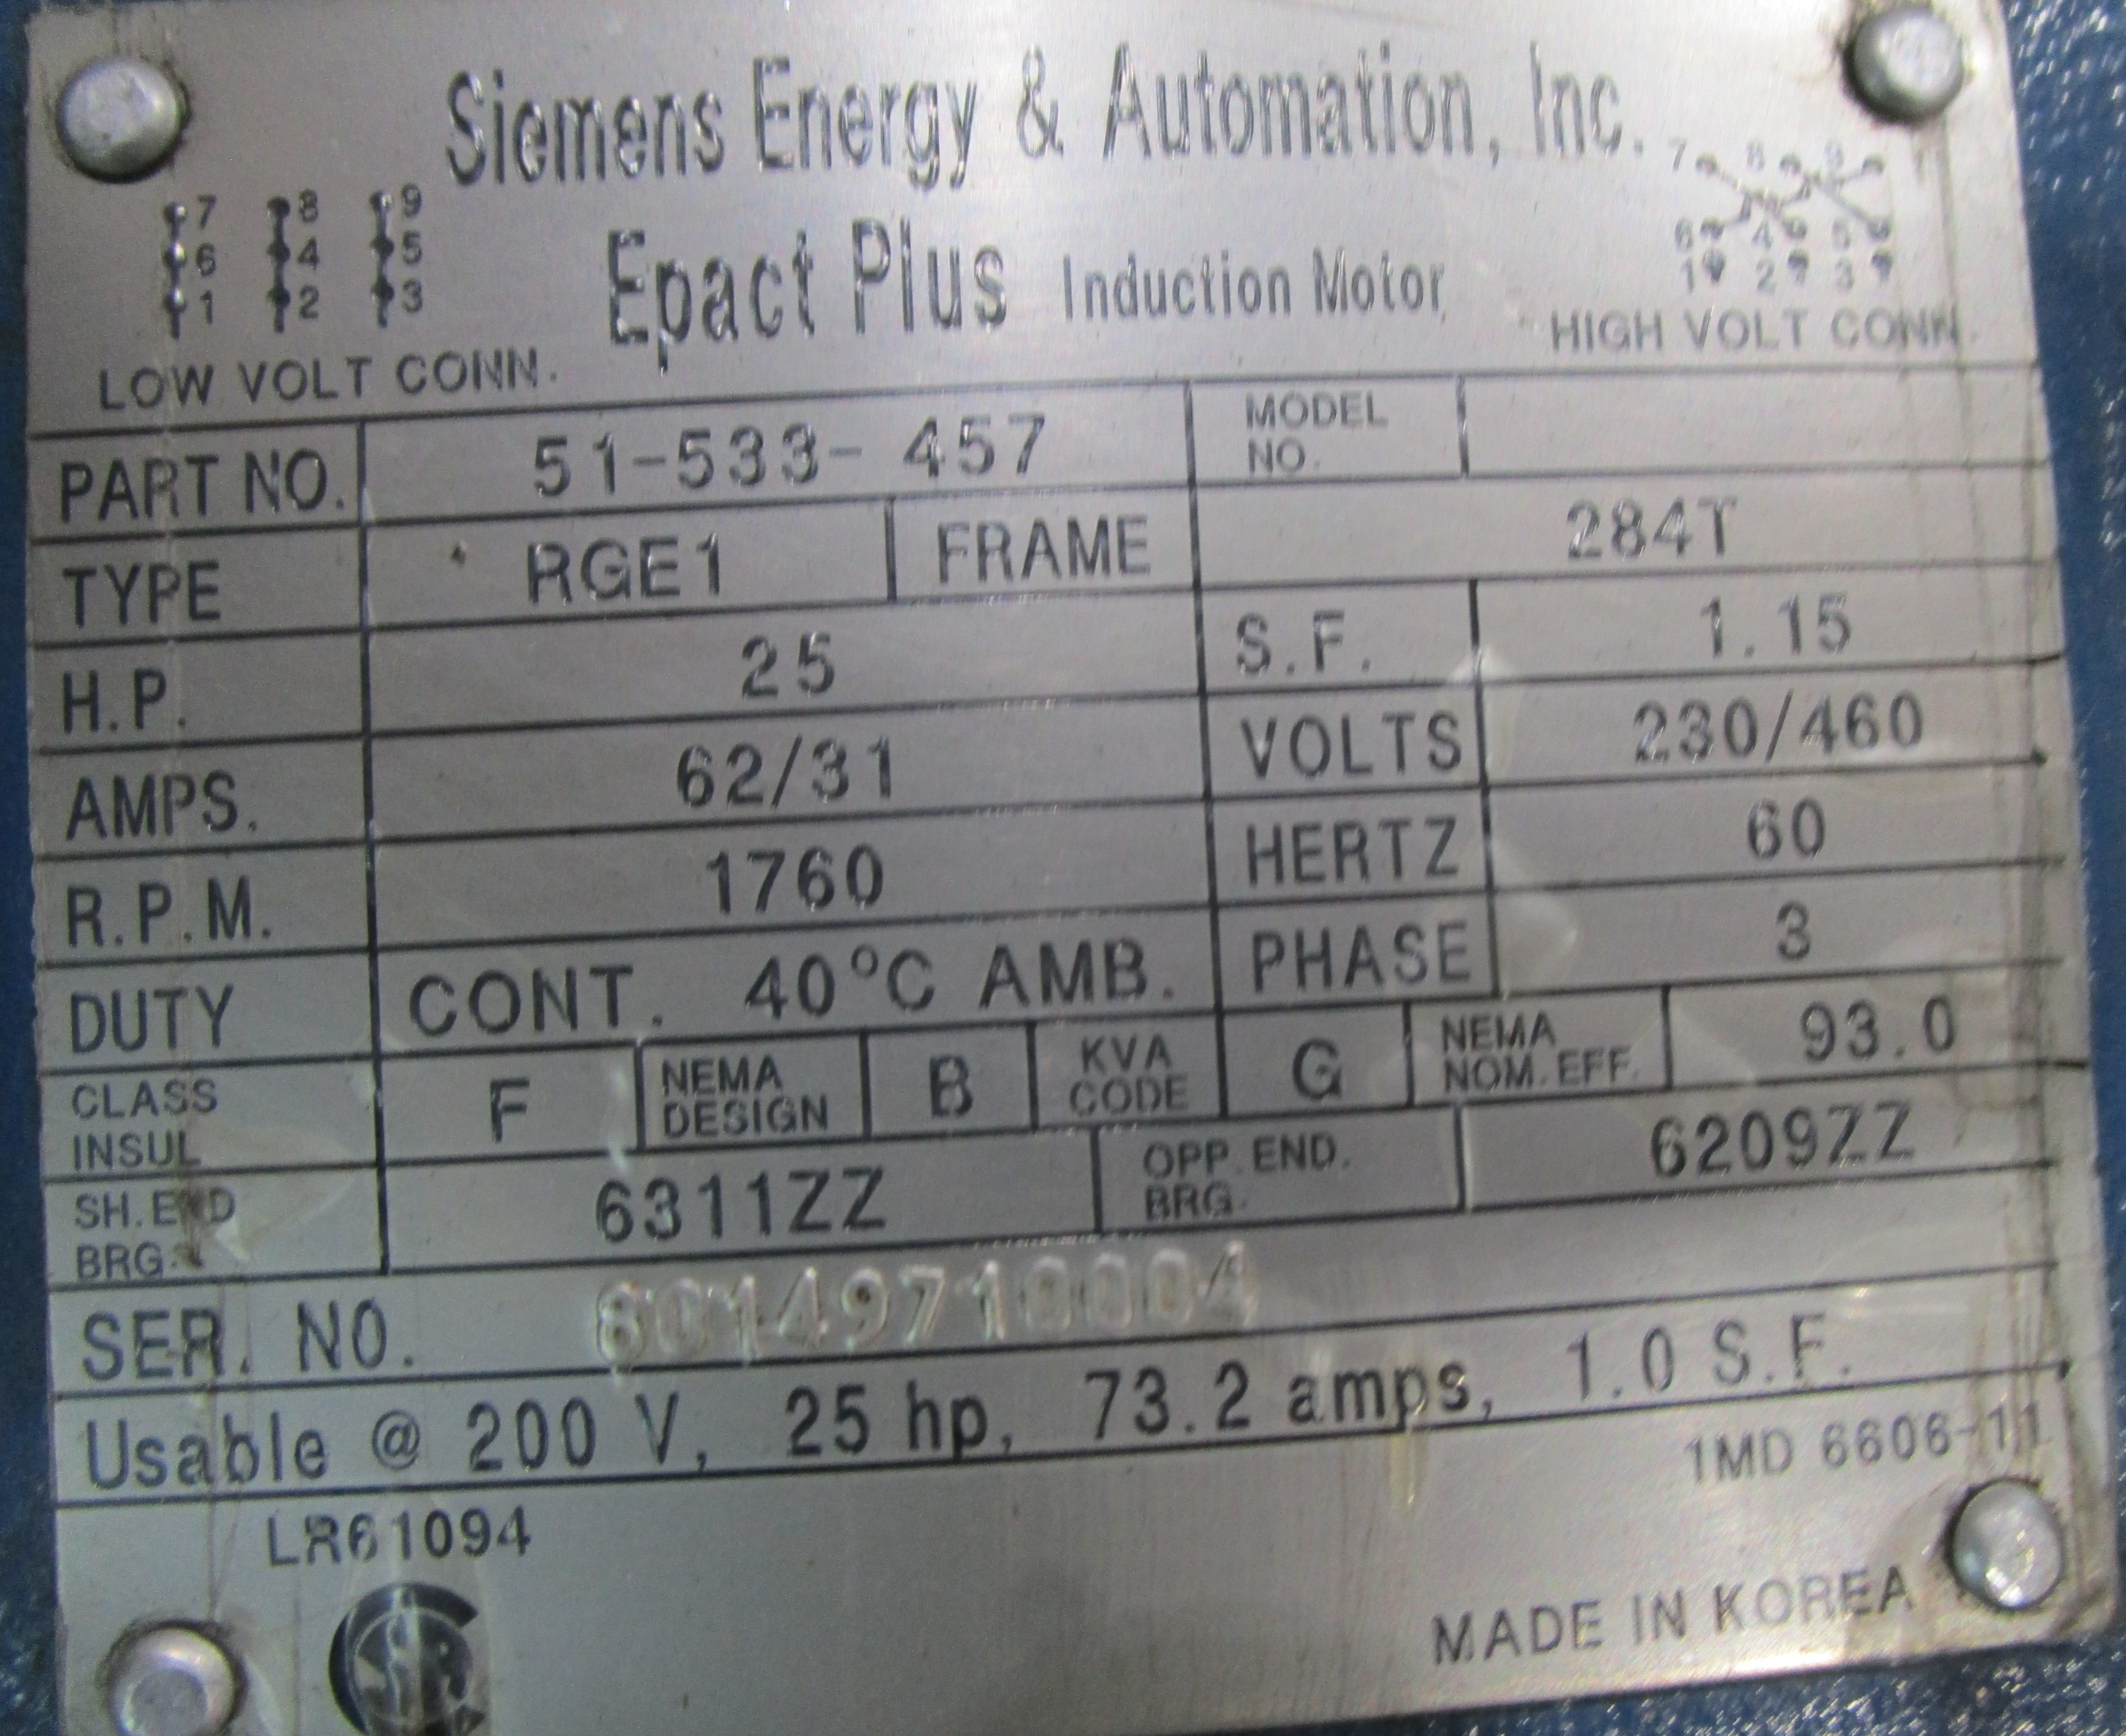 Siemens Energy & Automation, Inc.
Epact Plus Induction Motor
7 8 9
6 4 5
1 2 3
LOW VOLT CONN.
7 8 9
6 4 5
1 2 3
HIGH VOLT CONN.
PART NO. 51-533-457 MODEL NO.
TYPE RGE1 FRAME 284T
H.P. 25 S.F. 1.15
AMPS. 62/31 VOLTS 230/460
R.P.M. 1760 HERTZ 60
DUTY CONT. 40°C AMB. PHASE 3
CLASS INSUL F NEMA DESIGN B KVA CODE G NEMA NOM. EFF. 93.0
SH. END BRG. 6311ZZ OPP. END. BRG. 6209ZZ
SER. NO.
Usable @ 200 V, 25 hp, 73.2 amps, 1.0 S.F.
1MD 6606-11
LR61094
MADE IN KOREA